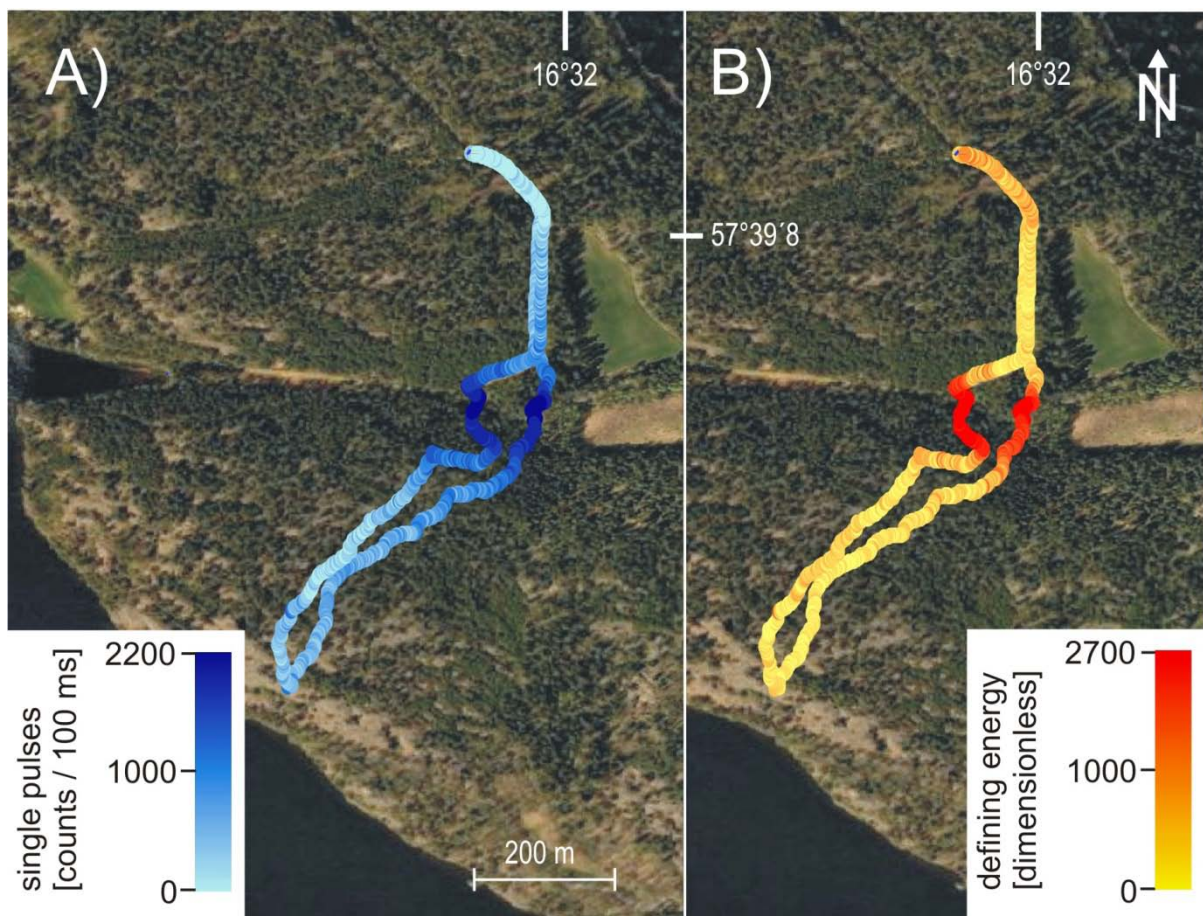 A)
16°32
B)
16°32
N
57°39´8
single pulses
[counts / 100 ms]
2200
1000
0
200 m
defining energy
[dimensionless]
2700
1000
0